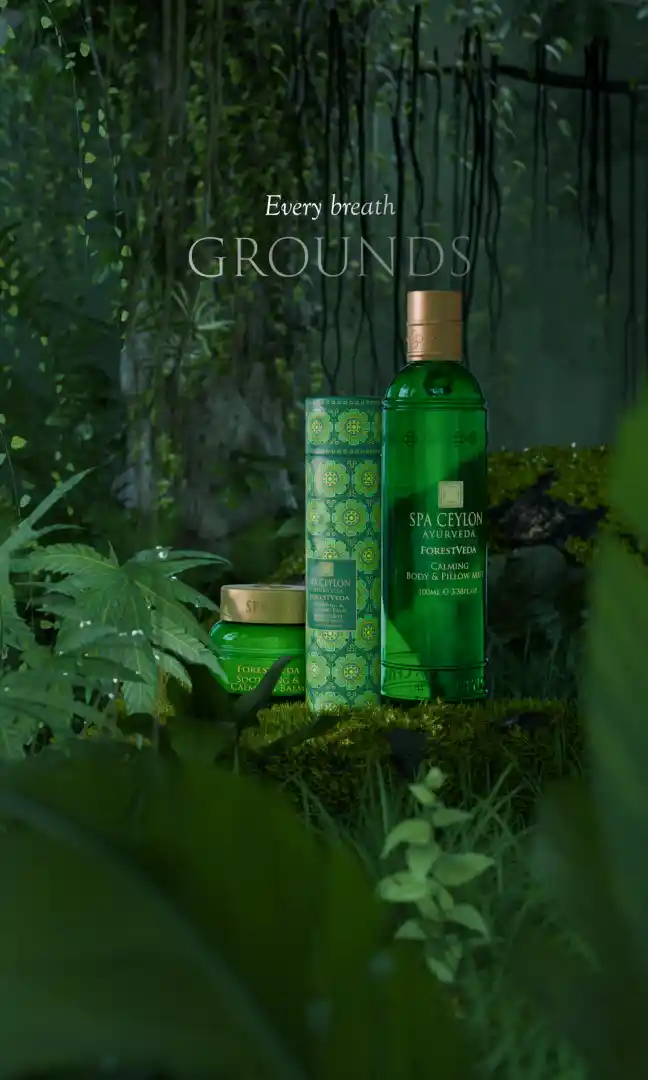 Every breath
GROUNDS
SPA CEYLON
AYURVEDA
FORESTVEDA
CALMING
BODY & PILLOW MIST
100ML ℮ 3.38FL.OZ
SPA CEYLON
FORESTVEDA
FORESTVEDA
SOOTHING &
CALMING BALM